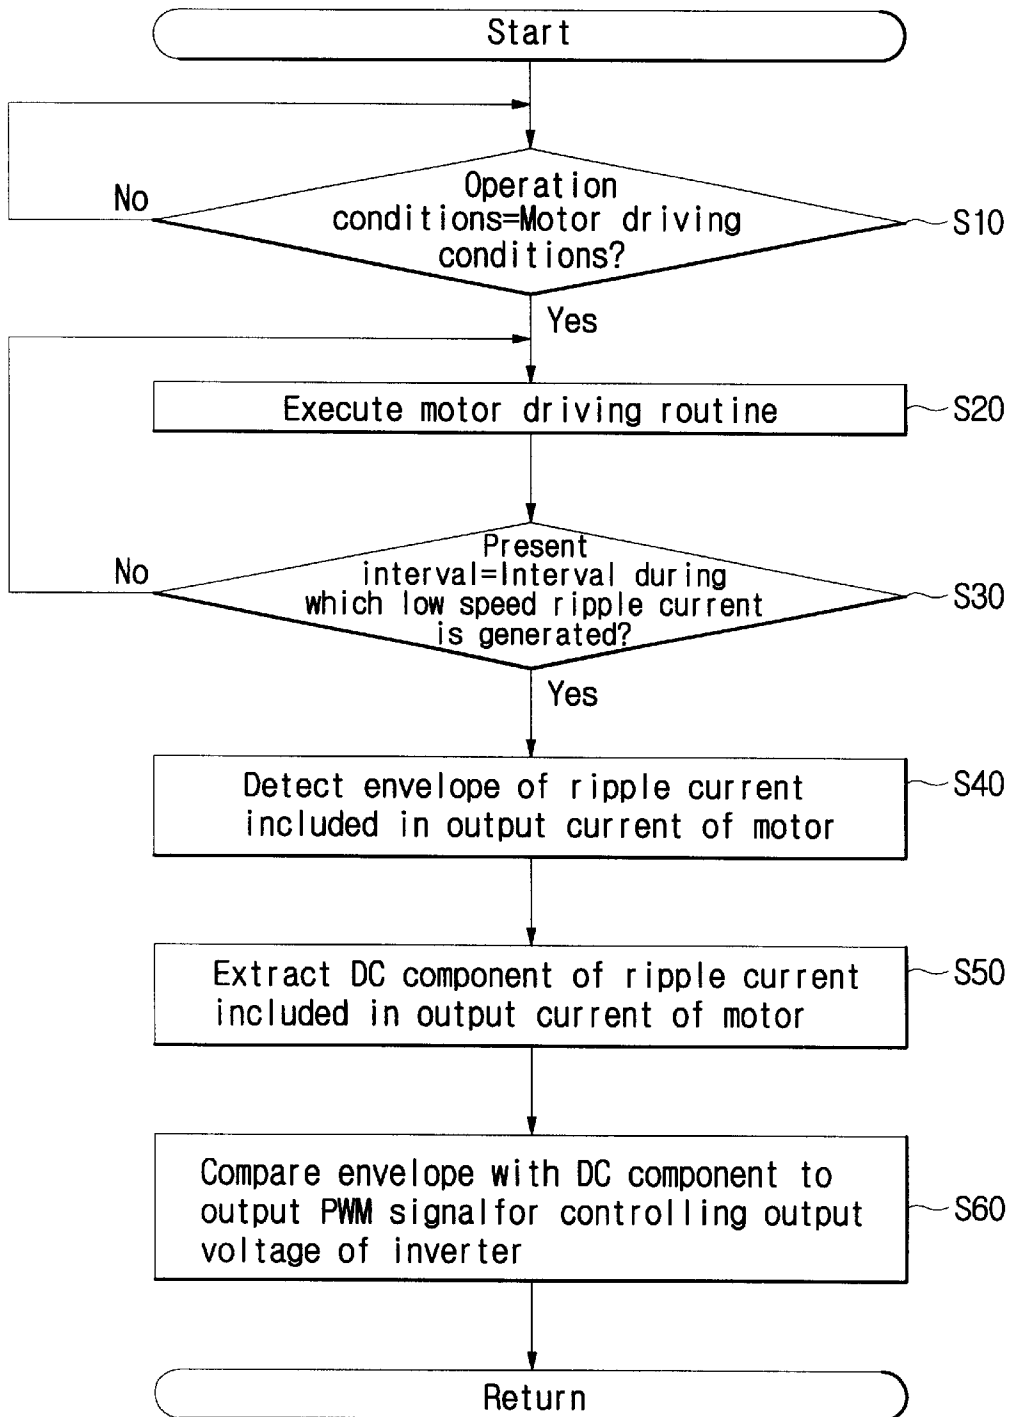 Start
No
Operation
conditions=Motor driving
conditions?
S10
Yes
Execute motor driving routine
S20
No
Present
interval=Interval during
which low speed ripple current
is generated?
S30
Yes
Detect envelope of ripple current
included in output current of motor
S40
Extract DC component of ripple current
included in output current of motor
S50
Compare envelope with DC component to
output PWM signalfor controlling output
voltage of inverter
S60
Return